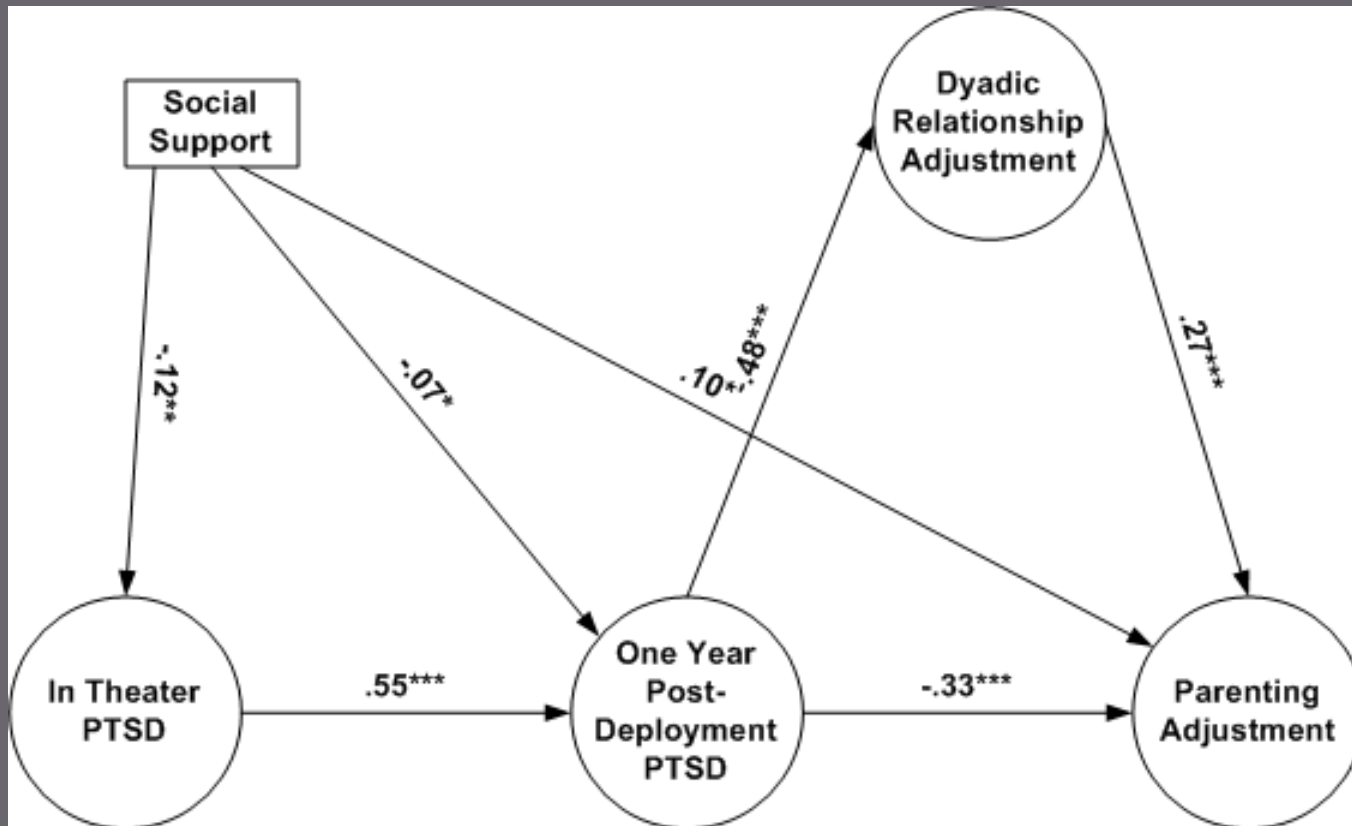 Social
Support
Dyadic
Relationship
Adjustment
-.12**
-.07*
.10*
-.48***
.27***
In Theater
PTSD
.55***
One Year
Post-
Deployment
PTSD
-.33***
Parenting
Adjustment